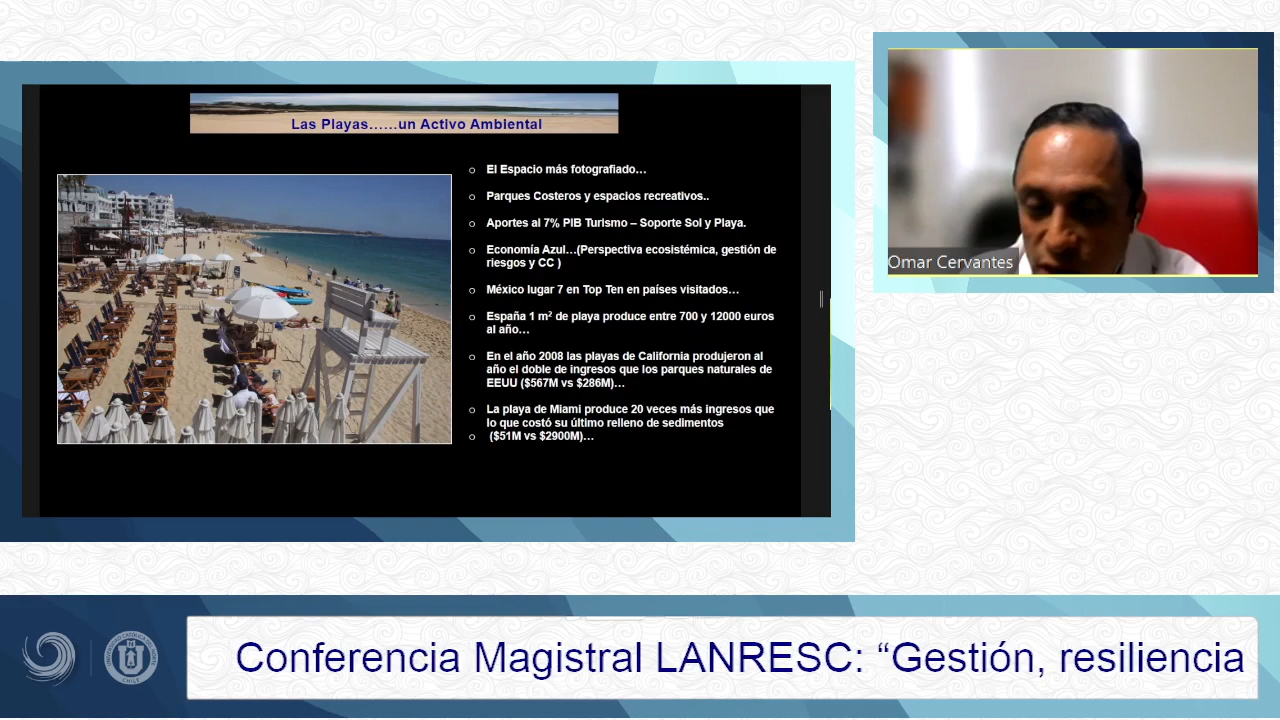 Las Playas......un Activo Ambiental
o El Espacio más fotografiado...
o Parques Costeros y espacios recreativos..
o Aportes al 7% PIB Turismo – Soporte Sol y Playa.
o Economía Azul...(Perspectiva ecosistémica, gestión de
riesgos y CC )
o México lugar 7 en Top Ten en países visitados...
o España 1 m² de playa produce entre 700 y 12000 euros
al año...
o En el año 2008 las playas de California produjeron al
año el doble de ingresos que los parques naturales de
EEUU ($567M vs $286M)...
o La playa de Miami produce 20 veces más ingresos que
lo que costó su último relleno de sedimentos
o ($51M vs $2900M)...
Omar Cervantes
Conferencia Magistral LANRESC: “Gestión, resiliencia
CHILE